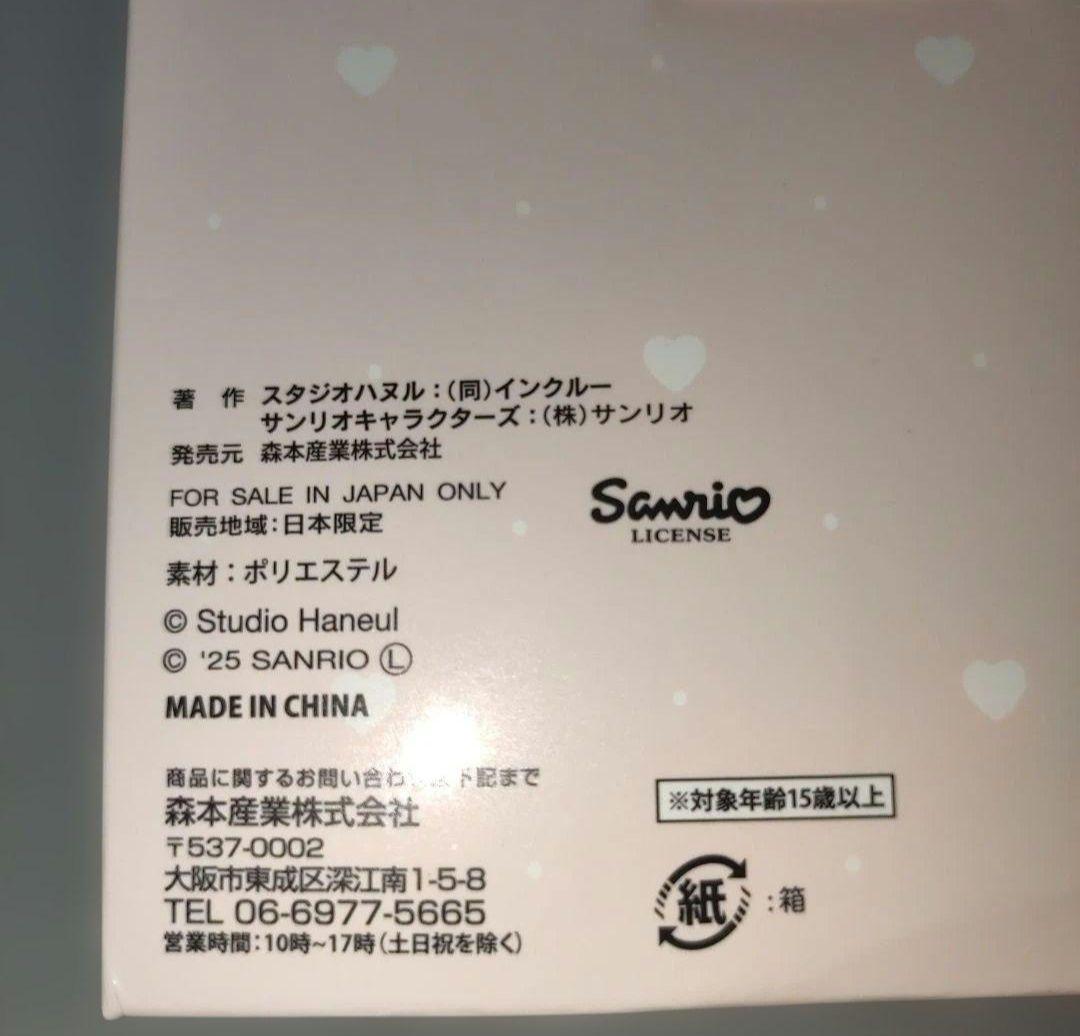 著 作 スタジオハヌル:(同)インクルー
サンリオキャラクターズ:(株)サンリオ
発売元 森本産業株式会社
FOR SALE IN JAPAN ONLY
販売地域:日本限定
Sanrio
LICENSE
素材:ポリエステル
© Studio Haneul
© '25 SANRIO Ⓛ
MADE IN CHINA
商品に関するお問い合わ 下記まで
森本産業株式会社
〒537-0002
大阪市東成区深江南1-5-8
TEL 06-6977-5665
営業時間:10時~17時(土日祝を除く)
※対象年齢15歳以上
紙:箱